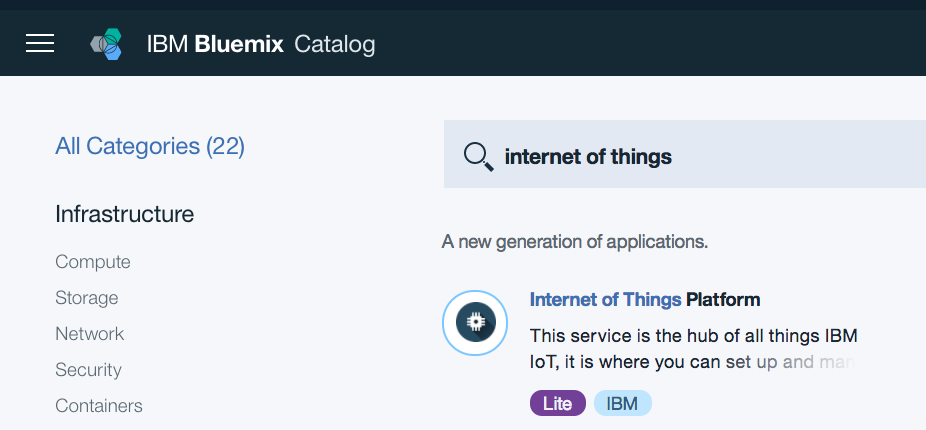 IBM Bluemix Catalog
All Categories (22)
Infrastructure
Compute
Storage
Network
Security
Containers
internet of things
A new generation of applications.
Internet of Things Platform
This service is the hub of all things IBM
IoT, it is where you can set up and man
Lite IBM